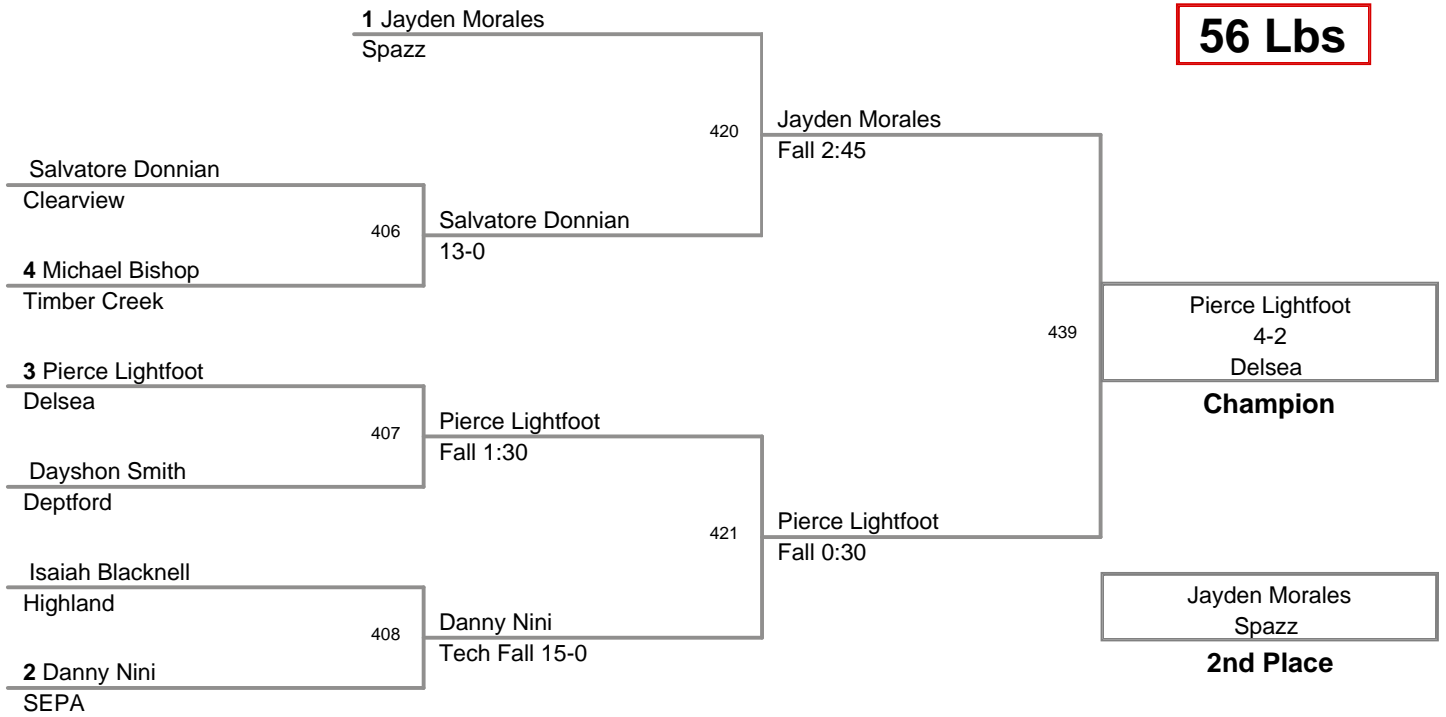 1 Jayden Morales
Spazz
56 Lbs
420
Jayden Morales
Fall 2:45
Salvatore Donnian
Clearview
406
Salvatore Donnian
13-0
4 Michael Bishop
Timber Creek
439
Pierce Lightfoot
4-2
Delsea
Champion
3 Pierce Lightfoot
Delsea
407
Pierce Lightfoot
Fall 1:30
Dayshon Smith
Deptford
421
Pierce Lightfoot
Fall 0:30
Isaiah Blacknell
Highland
408
Danny Nini
Tech Fall 15-0
2 Danny Nini
SEPA
Jayden Morales
Spazz
2nd Place